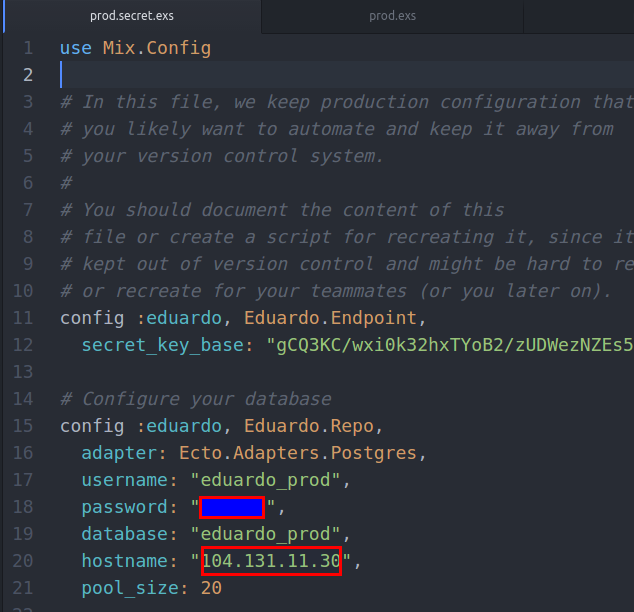 prod.secret.exs prod.exs
1 use Mix.Config
2
3 # In this file, we keep production configuration that
4 # you likely want to automate and keep it away from
5 # your version control system.
6 #
7 # You should document the content of this
8 # file or create a script for recreating it, since it
9 # kept out of version control and might be hard to re
10 # or recreate for your teammates (or you later on).
11 config :eduardo, Eduardo.Endpoint,
12 secret_key_base: "gCQ3KC/wxi0k32hxTYoB2/zUDWezNZEs5
13
14 # Configure your database
15 config :eduardo, Eduardo.Repo,
16 adapter: Ecto.Adapters.Postgres,
17 username: "eduardo_prod",
18 password: "",
19 database: "eduardo_prod",
20 hostname: "104.131.11.30",
21 pool_size: 20